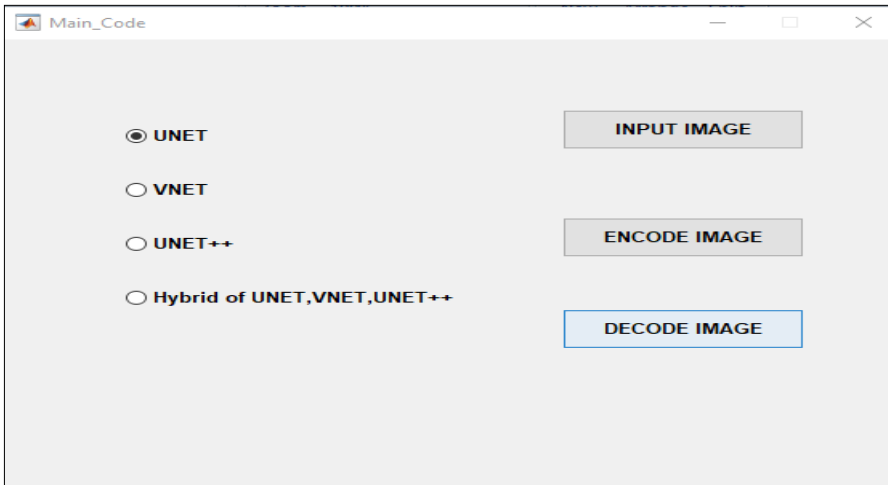 Main_Code
UNET
INPUT IMAGE
VNET
UNET++
ENCODE IMAGE
Hybrid of UNET,VNET,UNET++
DECODE IMAGE